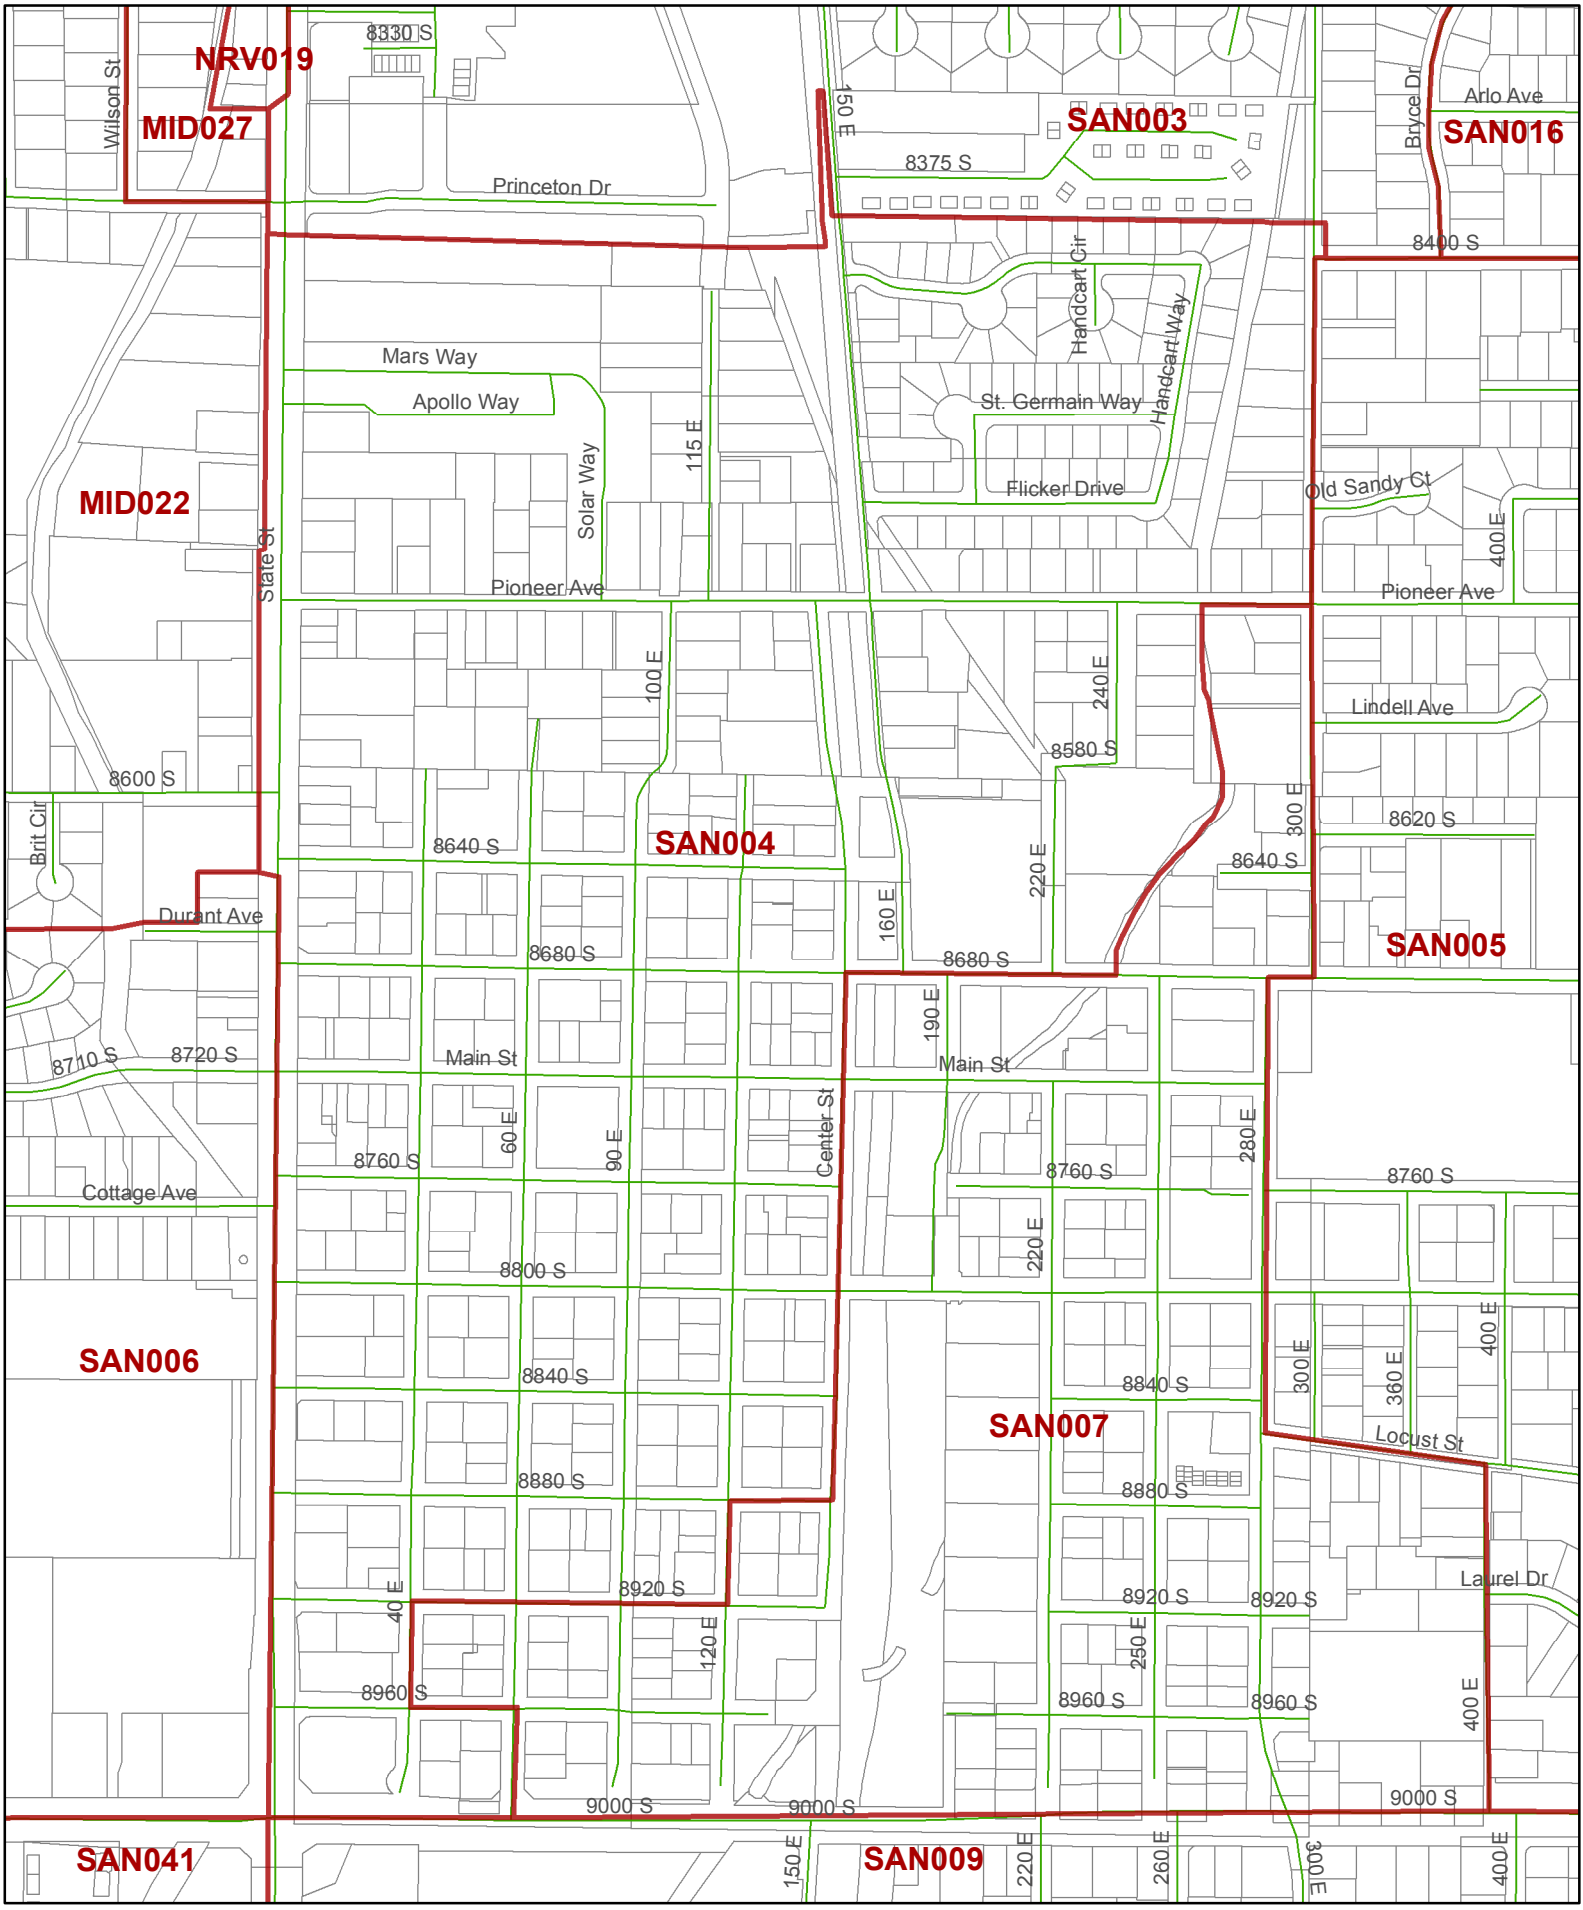 8330 S
NRV019
Wilson St
Bryce Dr
Arlo Ave
150 E
MID027
SAN003
SAN016
8375 S
Princeton Dr
8400 S
Handcart Cir
Handcart Way
Mars Way
Apollo Way
St. Germain Way
115 E
Solar Way
Flicker Drive
Old Sandy Ct
MID022
State St
400 E
Pioneer Ave
Pioneer Ave
100 E
240 E
Lindell Ave
8580 S
8600 S
300 E
8620 S
Brit Cir
8640 S
SAN004
220 E
8640 S
160 E
Durant Ave
8680 S
8680 S
SAN005
190 E
8710 S
8720 S
Main St
Main St
60 E
90 E
Center St
280 E
8760 S
8760 S
8760 S
Cottage Ave
220 E
8800 S
400 E
SAN006
8840 S
8840 S
300 E
360 E
SAN007
Locust St
8880 S
8880 S
40 E
8920 S
8920 S
8920 S
Laurel Dr
120 E
250 E
8960 S
8960 S
8960 S
400 E
9000 S
9000 S
9000 S
SAN041
150 E
SAN009
220 E
260 E
300 E
400 E